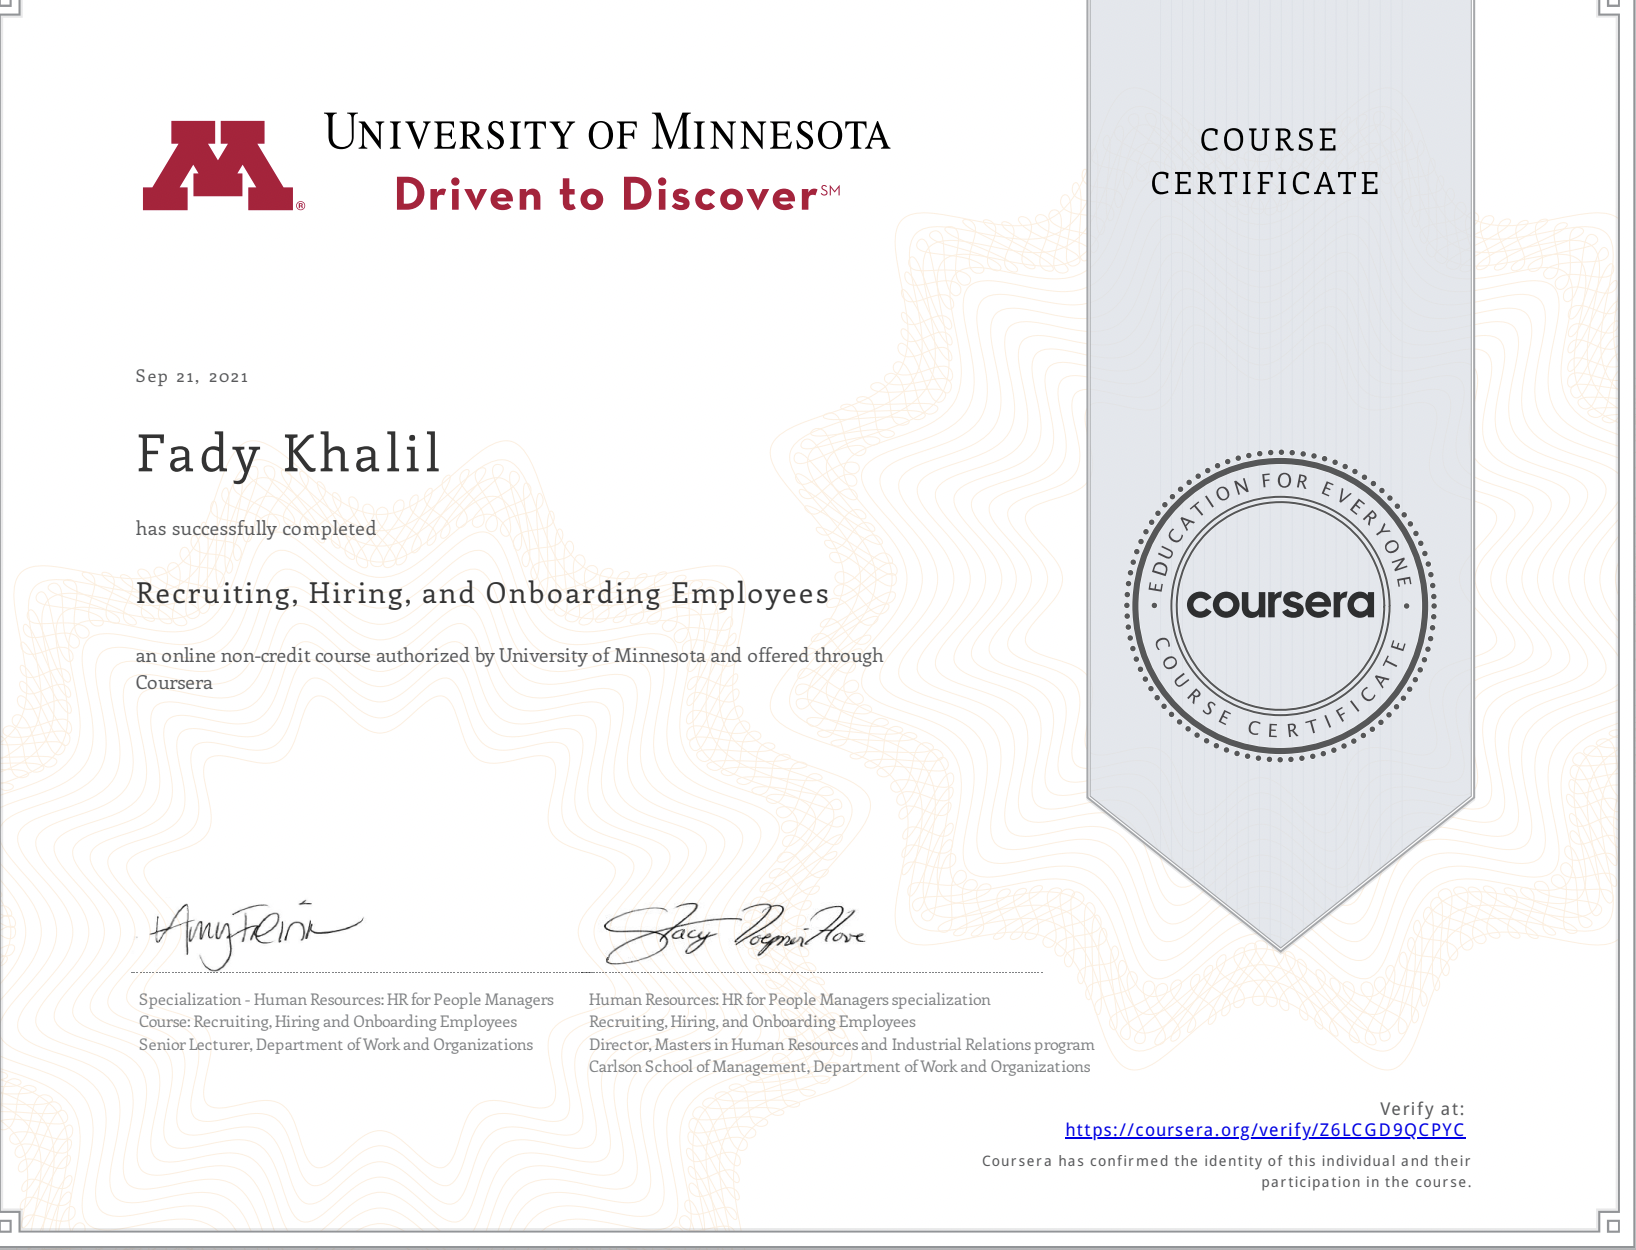 UNIVERSITY OF MINNESOTA
Driven to Discover℠
®
COURSE
CERTIFICATE
Sep 21, 2021
Fady Khalil
has successfully completed
Recruiting, Hiring, and Onboarding Employees
an online non-credit course authorized by University of Minnesota and offered through
Coursera
EDUCATION FOR EVERYONE
coursera
COURSE CERTIFICATE
Specialization - Human Resources: HR for People Managers
Course: Recruiting, Hiring and Onboarding Employees
Senior Lecturer, Department of Work and Organizations
Stacy Doepner-Hove
Human Resources: HR for People Managers specialization
Recruiting, Hiring, and Onboarding Employees
Director, Masters in Human Resources and Industrial Relations program
Carlson School of Management, Department of Work and Organizations
Verify at:
https://coursera.org/verify/Z6LCGD9QCPYC
Coursera has confirmed the identity of this individual and their
participation in the course.